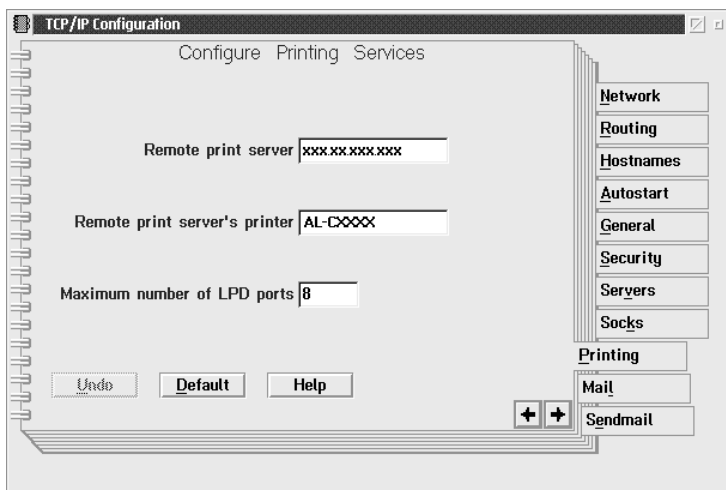 TCP/IP Configuration
Configure Printing Services
Remote print server xxx.xx.xxx.xxx
Remote print server's printer AL-CXXXX
Maximum number of LPD ports 8
Undo Default Help
Network
Routing
Hostnames
Autostart
General
Security
Servers
Socks
Printing
Mail
Sendmail